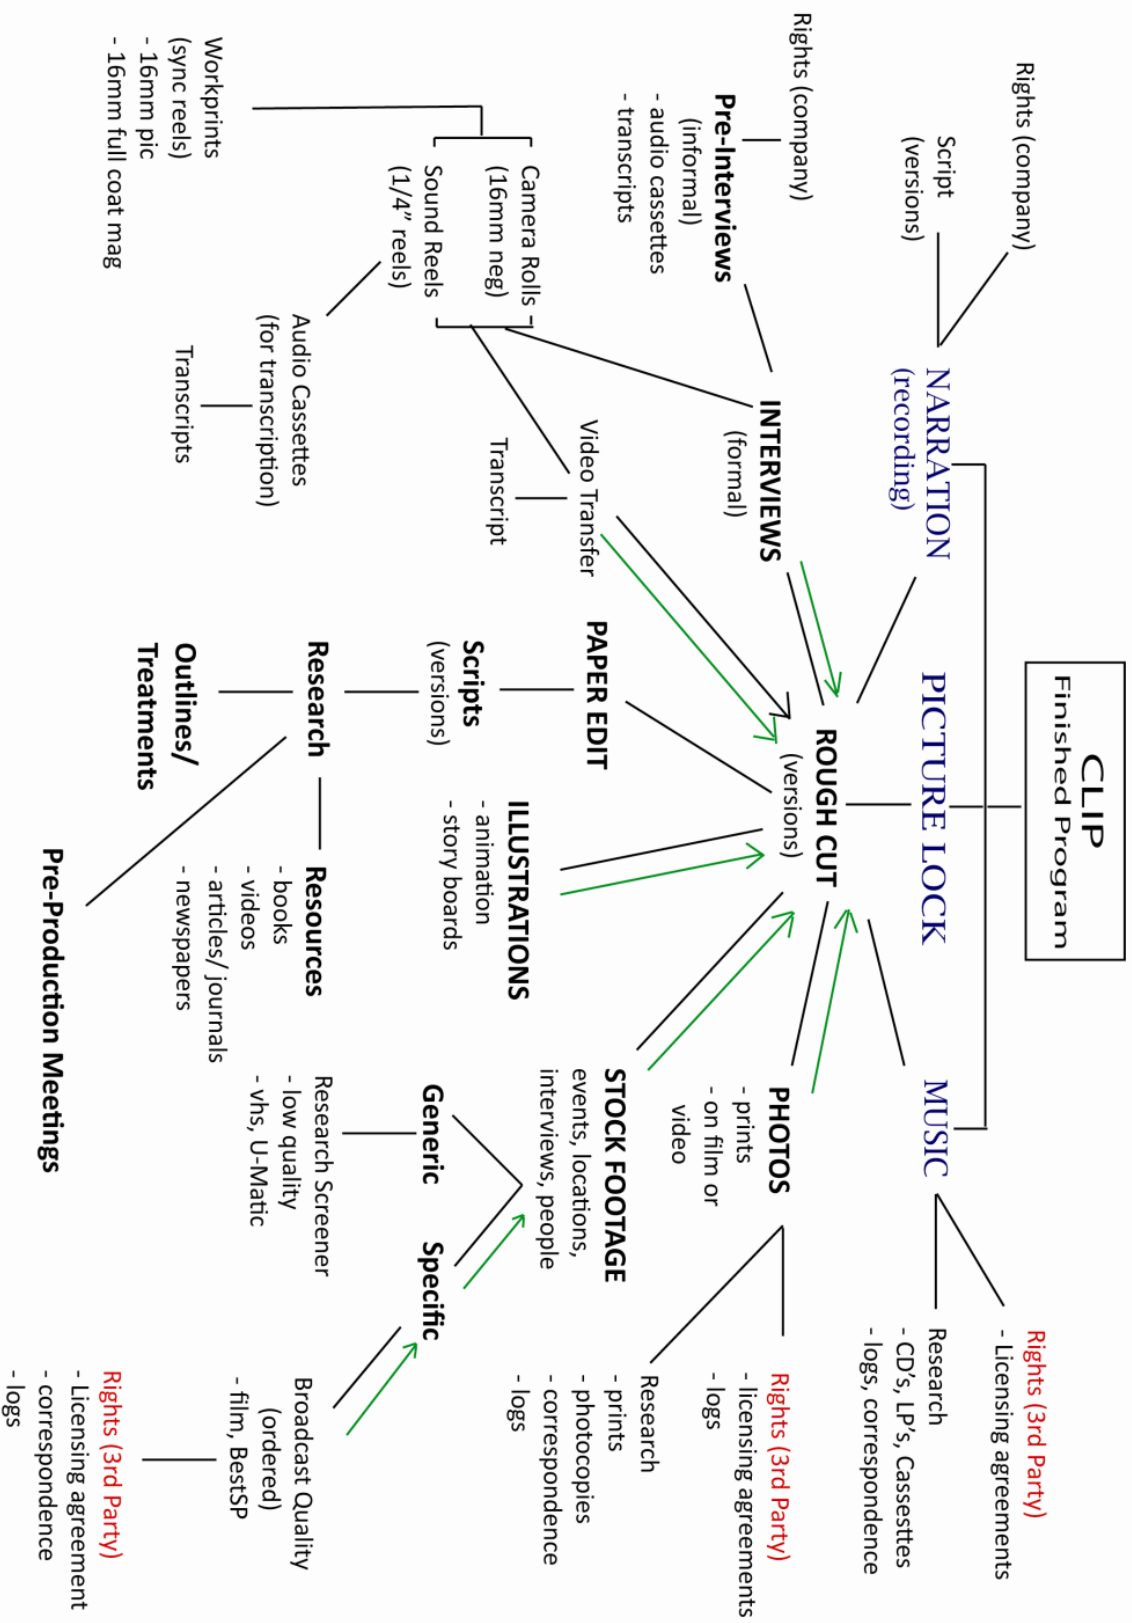 CLIP
Finished Program
Rights (company)
Script
(versions)
NARRATION
(recording)
PICTURE LOCK
MUSIC
Rights (3rd Party)
- Licensing agreements
Research
- CD's, LP's, Cassesttes
- logs, correspondence
Rights (company)
Pre-Interviews
(informal)
- audio cassettes
- transcripts
INTERVIEWS
(formal)
ROUGH CUT
(versions)
PHOTOS
- prints
- on film or
video
Rights (3rd Party)
- licensing agreements
- logs
Research
- prints
- photocopies
- correspondence
- logs
Camera Rolls
(16mm neg)
Sound Reels
(1/4" reels)
Video Transfer
Transcript
PAPER EDIT
Scripts
(versions)
ILLUSTRATIONS
- animation
- story boards
STOCK FOOTAGE
events, locations,
interviews, people
Workprints
(sync reels)
- 16mm pic
- 16mm full coat mag
Audio Cassettes
(for transcription)
Transcripts
Research
Outlines/
Treatments
Resources
- books
- videos
- articles/ journals
- newspapers
Pre-Production Meetings
Generic
Research Screener
- low quality
- vhs, U-Matic
Specific
Broadcast Quality
(ordered)
- film, BestSP
Rights (3rd Party)
- Licensing agreement
- correspondence
- logs